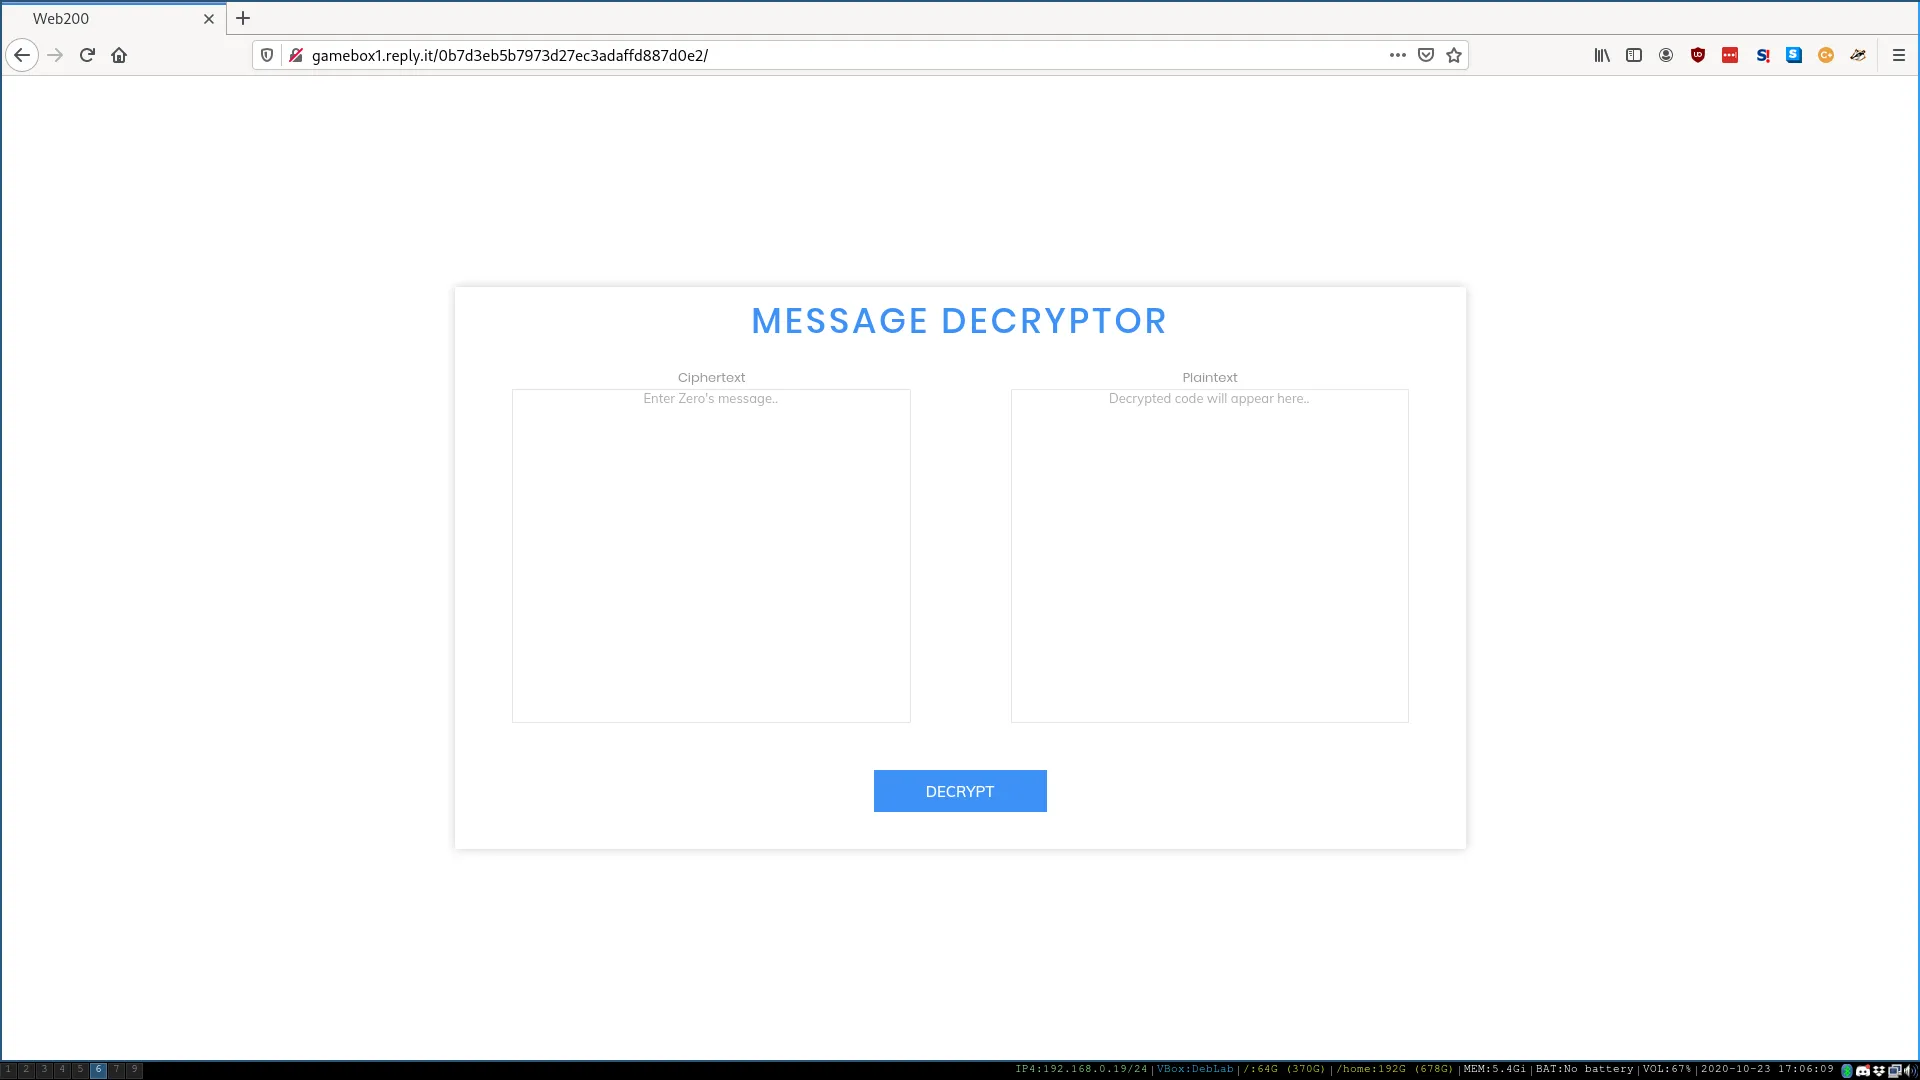 Web200
gamebox1.reply.it/0b7d3eb5b7973d27ec3adaffd887d0e2/
MESSAGE DECRYPTOR
Ciphertext
Plaintext
Enter Zero's message..
Decrypted code will appear here..
DECRYPT
1 2 3 4 5 6 7 9
IP4:192.168.0.19/24|VBox:DebLab|/:64G (370G)|/home:192G (678G)|MEM:5.4Gi|BAT:No battery|VOL:67%|2020-10-23 17:06:09